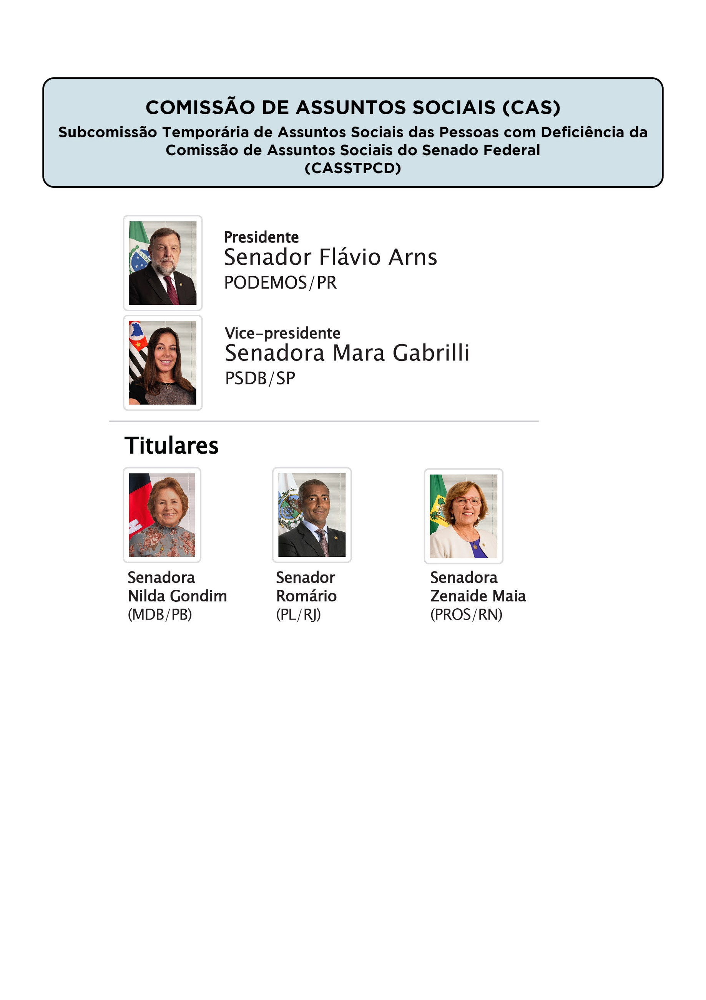 COMISSÃO DE ASSUNTOS SOCIAIS (CAS)
Subcomissão Temporária de Assuntos Sociais das Pessoas com Deficiência da
Comissão de Assuntos Sociais do Senado Federal
(CASSTPCD)
Presidente
Senador Flávio Arns
PODEMOS/PR
Vice-presidente
Senadora Mara Gabrilli
PSDB/SP
Titulares
Senadora
Nilda Gondim
(MDB/PB)
Senador
Romário
(PL/RJ)
Senadora
Zenaide Maia
(PROS/RN)